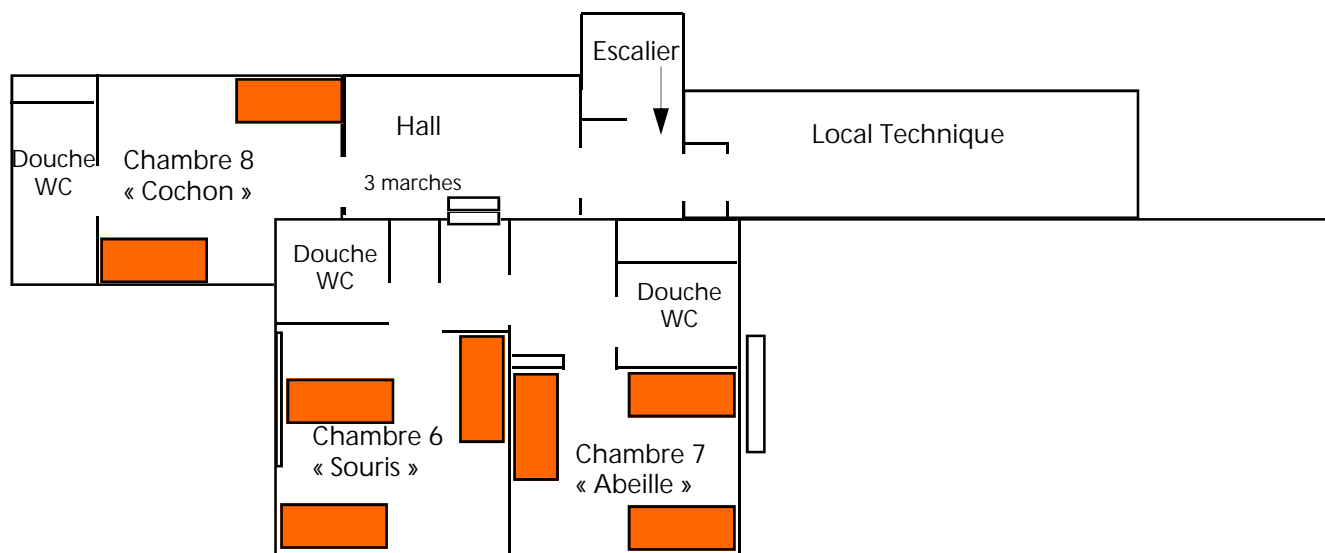 Escalier
Hall
Local Technique
Douche
WC
Chambre 8
« Cochon »
3 marches
Douche
WC
Douche
WC
Chambre 6
« Souris »
Chambre 7
« Abeille »